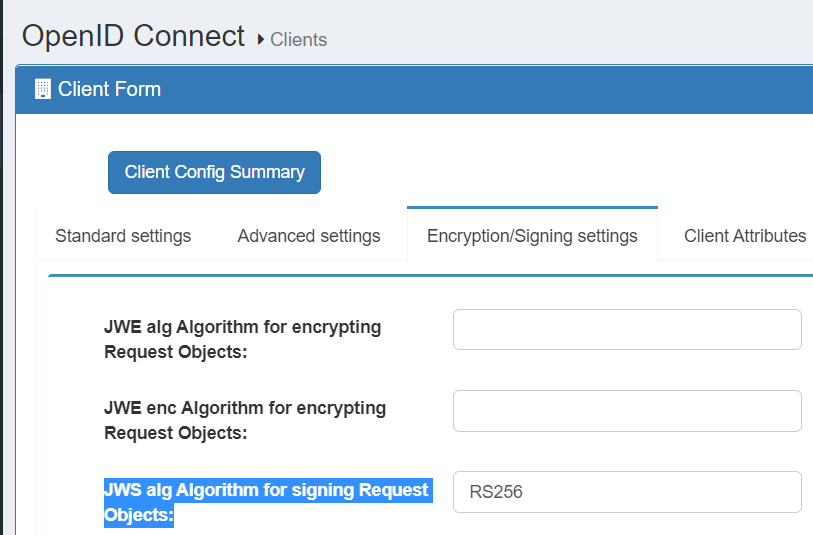 OpenID Connect Clients
Client Form
Client Config Summary
Standard settings Advanced settings Encryption/Signing settings Client Attributes
JWE alg Algorithm for encrypting
Request Objects:
JWE enc Algorithm for encrypting
Request Objects:
JWS alg Algorithm for signing Request RS256
Objects: